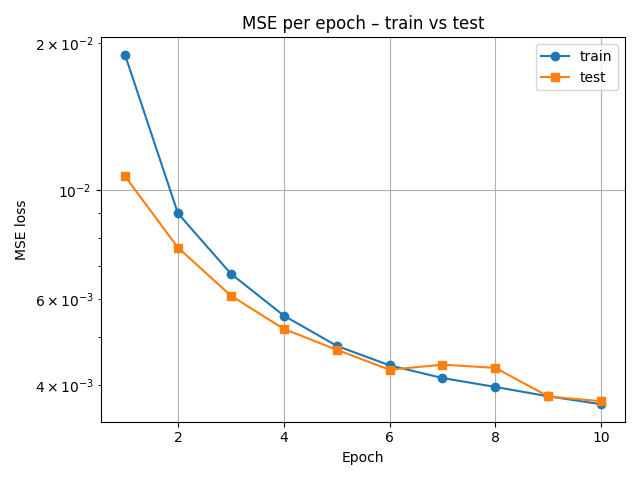 MSE per epoch – train vs test
train
test
2 × 10⁻²
10⁻²
6 × 10⁻³
4 × 10⁻³
MSE loss
2
4
6
8
10
Epoch